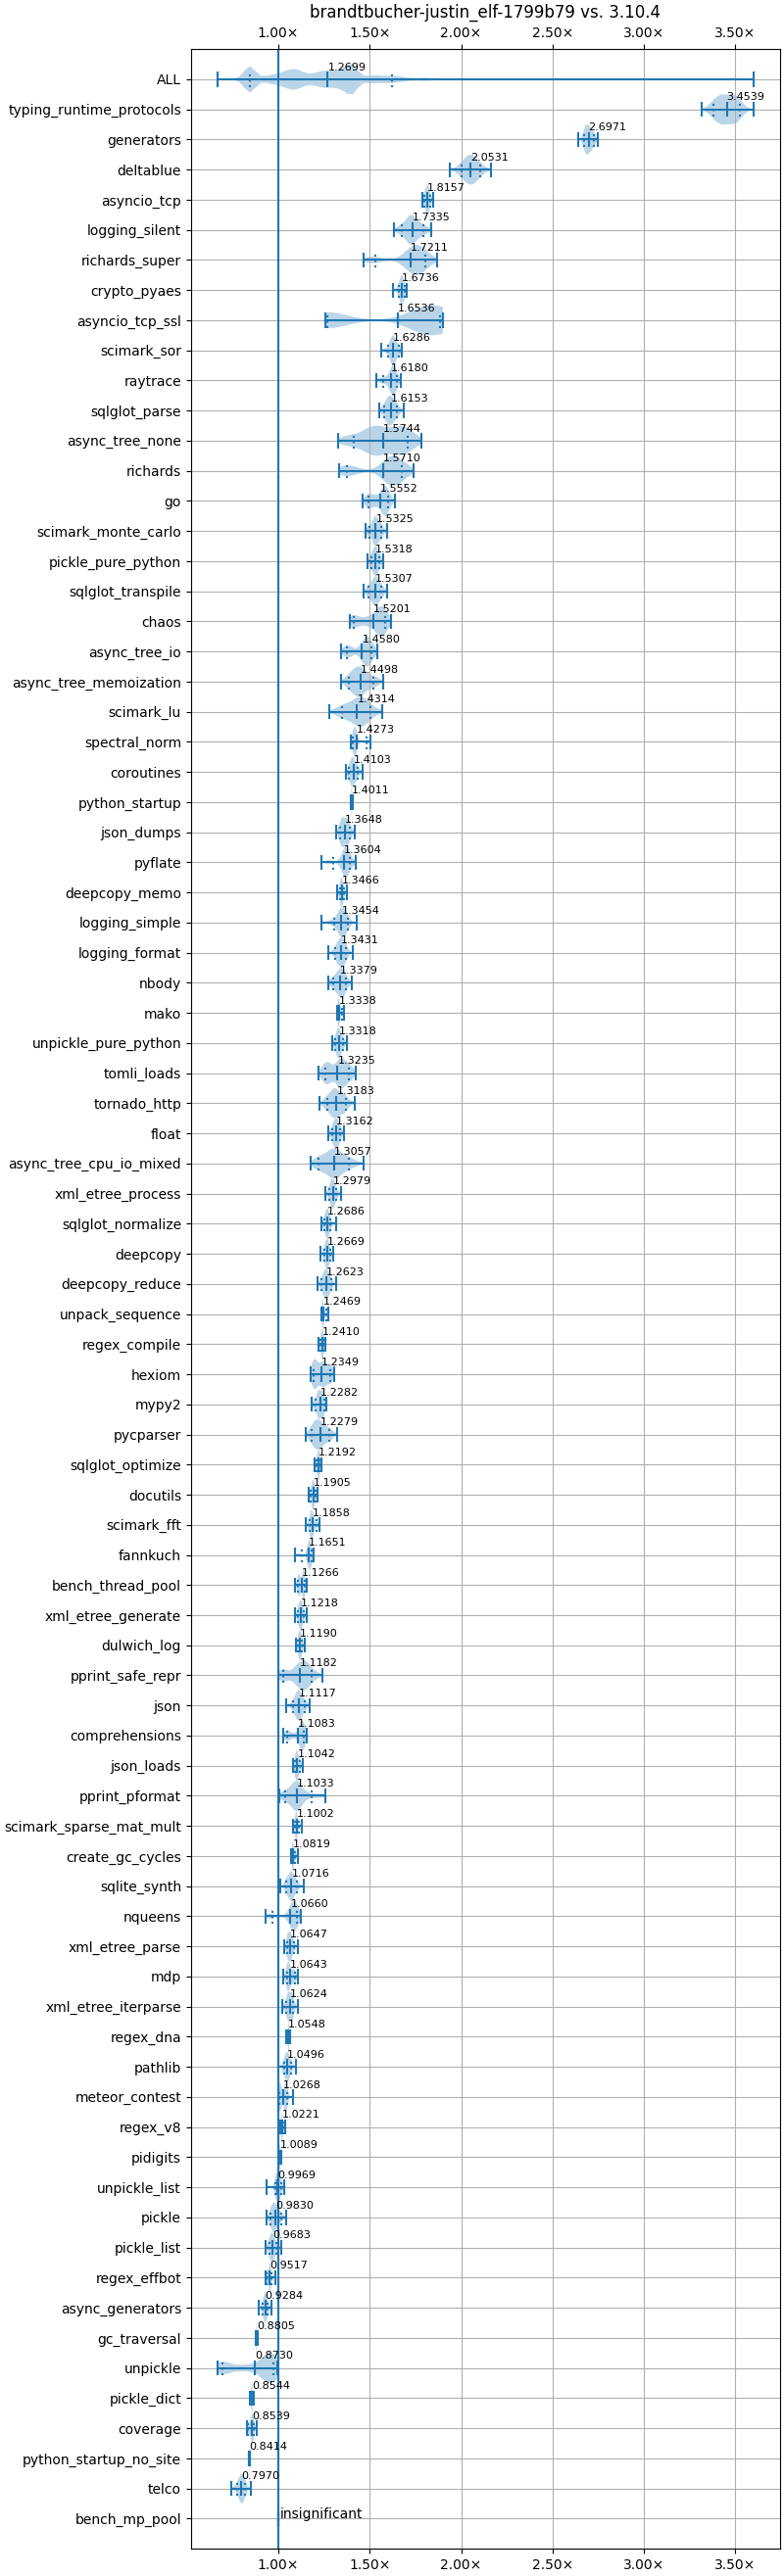 brandtbucher-justin_elf-1799b79 vs. 3.10.4
1.00× 1.50× 2.00× 2.50× 3.00× 3.50×
ALL 1.2699
typing_runtime_protocols 3.4539
generators 2.6971
deltablue 2.0531
asyncio_tcp 1.8157
logging_silent 1.7335
richards_super 1.7211
crypto_pyaes 1.6736
asyncio_tcp_ssl 1.6536
scimark_sor 1.6286
raytrace 1.6180
sqlglot_parse 1.6153
async_tree_none 1.5744
richards 1.5710
go 1.5552
scimark_monte_carlo 1.5325
pickle_pure_python 1.5318
sqlglot_transpile 1.5307
chaos 1.5201
async_tree_io 1.4580
async_tree_memoization 1.4498
scimark_lu 1.4314
spectral_norm 1.4273
coroutines 1.4103
python_startup 1.4011
json_dumps 1.3648
pyflate 1.3604
deepcopy_memo 1.3466
logging_simple 1.3454
logging_format 1.3431
nbody 1.3379
mako 1.3338
unpickle_pure_python 1.3318
tomli_loads 1.3235
tornado_http 1.3183
float 1.3162
async_tree_cpu_io_mixed 1.3057
xml_etree_process 1.2979
sqlglot_normalize 1.2686
deepcopy 1.2669
deepcopy_reduce 1.2623
unpack_sequence 1.2469
regex_compile 1.2410
hexiom 1.2349
mypy2 1.2282
pycparser 1.2279
sqlglot_optimize 1.2192
docutils 1.1905
scimark_fft 1.1858
fannkuch 1.1651
bench_thread_pool 1.1266
xml_etree_generate 1.1218
dulwich_log 1.1190
pprint_safe_repr 1.1182
json 1.1117
comprehensions 1.1083
json_loads 1.1042
pprint_pformat 1.1033
scimark_sparse_mat_mult 1.1002
create_gc_cycles 1.0819
sqlite_synth 1.0716
nqueens 1.0660
xml_etree_parse 1.0647
mdp 1.0643
xml_etree_iterparse 1.0624
regex_dna 1.0548
pathlib 1.0496
meteor_contest 1.0268
regex_v8 1.0221
pidigits 1.0089
unpickle_list 0.9969
pickle 0.9830
pickle_list 0.9683
regex_effbot 0.9517
async_generators 0.9284
gc_traversal 0.8805
unpickle 0.8730
pickle_dict 0.8544
coverage 0.8539
python_startup_no_site 0.8414
telco 0.7970
bench_mp_pool insignificant
1.00× 1.50× 2.00× 2.50× 3.00× 3.50×